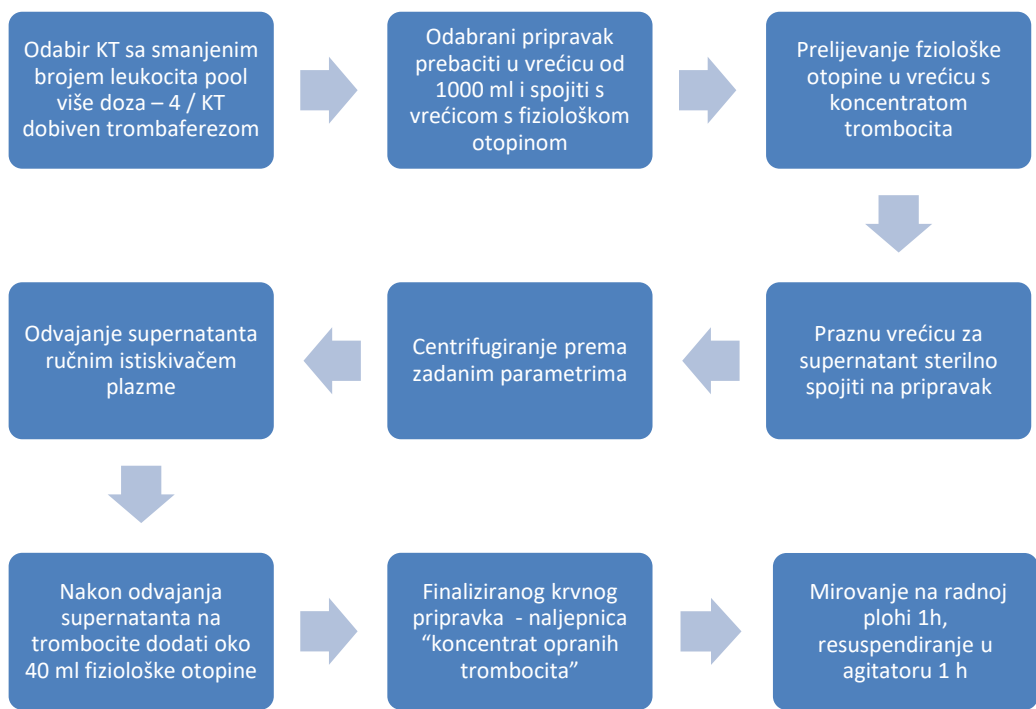 Odabir KT sa smanjenim
brojem leukocita pool
više doza – 4 / KT
dobiven trombaferezom
Odabrani pripravak
prebaciti u vrećicu od
1000 ml i spojiti s
vrećicom s fiziološkom
otopinom
Prelijevanje fziološke
otopine u vrećicu s
koncentratom
trombocita
Praznu vrećicu za
supernatant sterilno
spojiti na pripravak
Centrifugiranje prema
zadanim parametrima
Odvajanje supernatanta
ručnim istiskivačem
plazme
Nakon odvajanja
supernatanta na
trombocite dodati oko
40 ml fiziološke otopine
Finaliziranog krvnog
pripravka - naljepnica
“koncentrat opranih
trombocita”
Mirovanje na radnoj
plohi 1h,
resuspendiranje u
agitatoru 1 h